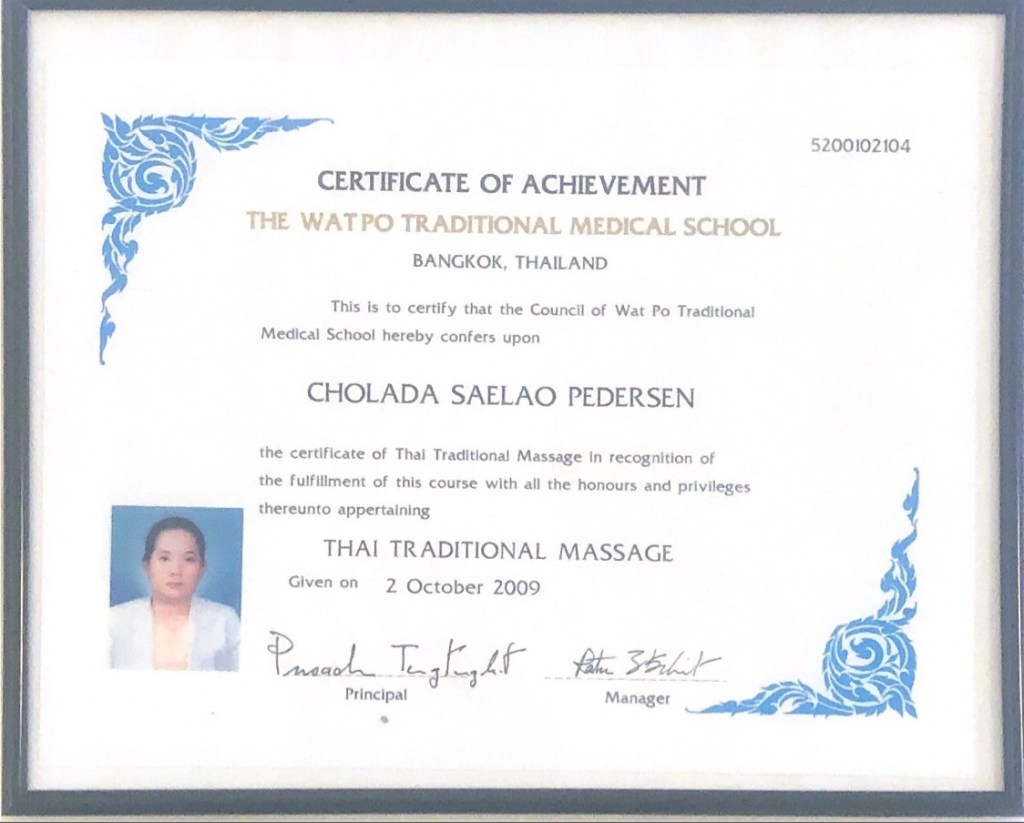 5200102104
CERTIFICATE OF ACHIEVEMENT
THE WAT PO TRADITIONAL MEDICAL SCHOOL
BANGKOK, THAILAND
This is to certify that the Council of Wat Po Traditional
Medical School hereby confers upon
CHOLADA SAELAO PEDERSEN
the certificate of Thai Traditional Massage in recognition of
the fulfillment of this course with all the honours and privileges
thereunto appertaining
THAI TRADITIONAL MASSAGE
Given on 2 October 2009
Principal
Manager